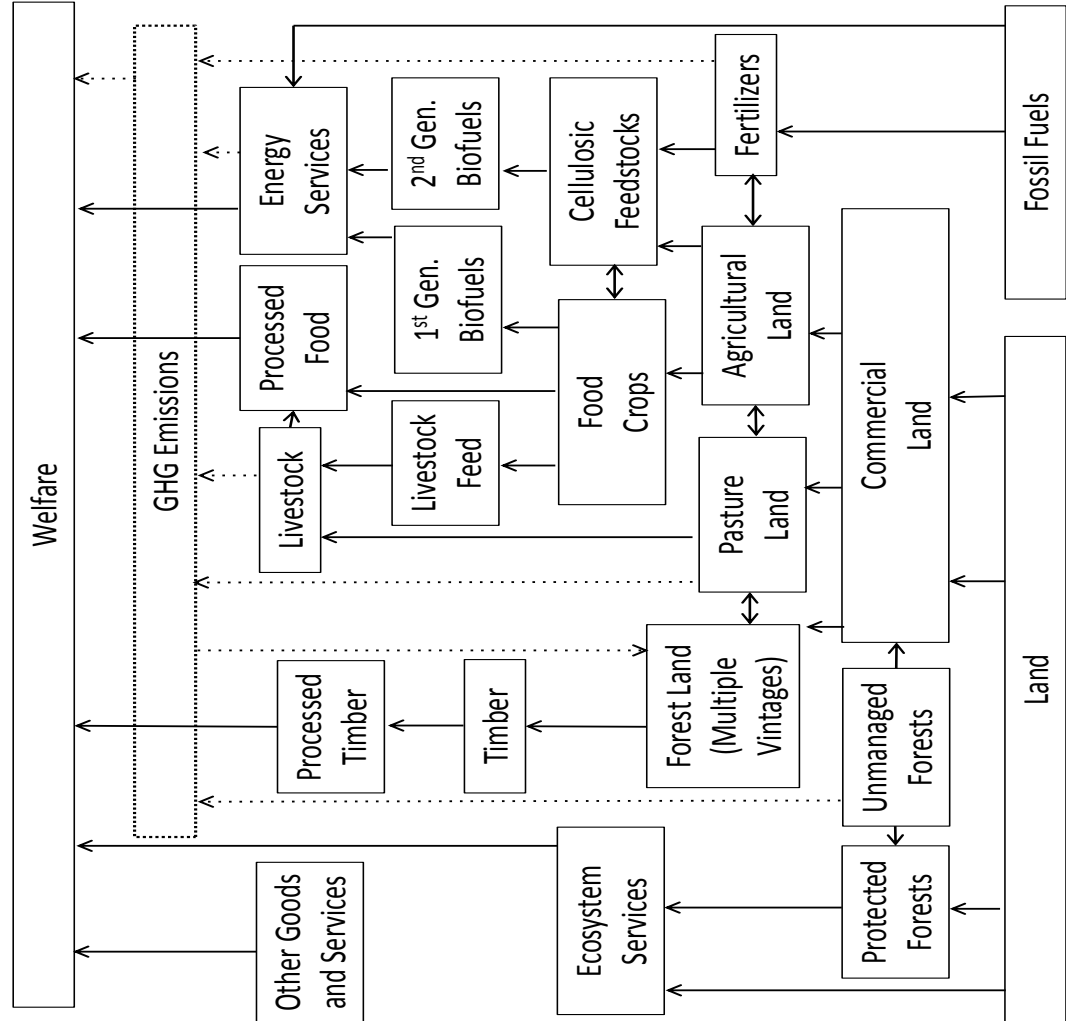 Welfare
GHG Emissions
Other Goods
and Services
Processed
Timber
Livestock
Processed
Food
Energy
Services
Timber
Livestock
Feed
1st Gen.
Biofuels
2nd Gen.
Biofuels
Ecosystem
Services
Food
Crops
Cellulosic
Feedstocks
Forest Land
(Multiple
Vintages)
Pasture
Land
Agricultural
Land
Fertilizers
Protected
Forests
Unmanaged
Forests
Commercial
Land
Land
Fossil Fuels